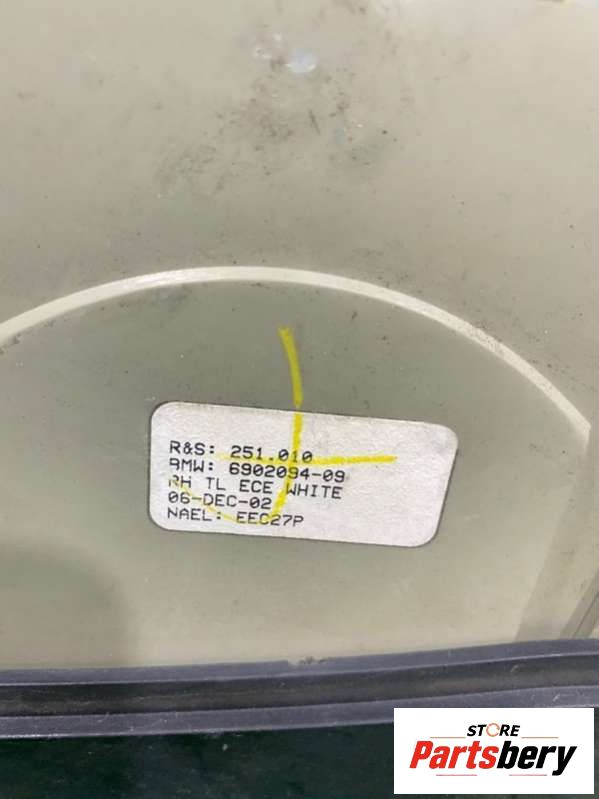 R&S: 251.010
BMW: 6902094-09
RH TL ECE WHITE
06-DEC-02
NAEL: EEC27P
STORE
Partsbery